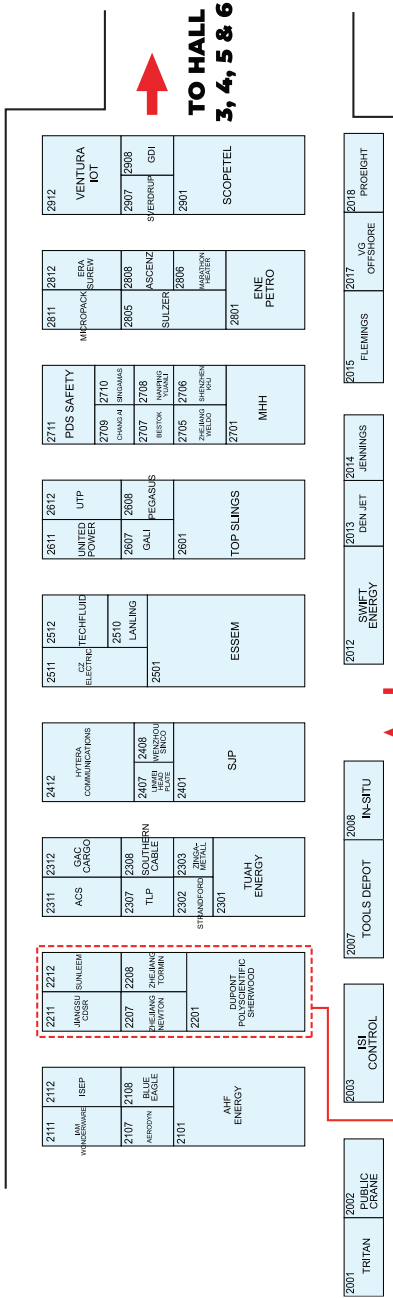 TO HALL
3, 4, 5 & 6
2912
VENTURA
IOT
2908
GDI
2907
SVERDRUP
2901
SCOPETEL
2812
ERA
SUREW
2811
MICROPACK
2808
ASCENZ
2806
MARATHON
HEATER
2805
SULZER
2801
ENE
PETRO
2711
PDS SAFETY
2710
SINGAMAS
2709
CHANG AI
2708
NANJING
YUANLI
2707
BESTOK
2706
SHENZHEN
KHJ
2705
ZHEJIANG
WELDO
2701
MHH
2612
UTP
2611
UNITED
POWER
2608
PEGASUS
2607
GALI
2601
TOP SLINGS
2512
TECHFLUID
2511
CZ
ELECTRIC
2510
LANLING
2501
ESSEM
2412
HYTERA
COMMUNICATIONS
2408
WENZHOU
SINCO
2407
LINMEI
HEAD
PLATE
2401
SJP
2312
GAC
CARGO
2311
ACS
2308
SOUTHERN
CABLE
2307
TLP
2303
ZINGA-
METALL
2302
STRANDFORD
2301
TUAH
ENERGY
2212
SUNLEEM
2211
JIANGSU
CDSR
2208
ZHEJIANG
TORMIN
2207
ZHEJIANG
NEWTON
2201
DUPONT
POLYSCIENTIFIC
SHERWOOD
2112
ISEP
2111
IAM
WONDERWARE
2108
BLUE
EAGLE
2107
AERODYN
2101
AHF
ENERGY
2018
PROEIGHT
2017
VG
OFFSHORE
2015
FLEMINGS
2014
JENNINGS
2013
DEN JET
2012
SWIFT
ENERGY
2008
IN-SITU
2007
TOOLS DEPOT
2003
ISI
CONTROL
2002
PUBLIC
CRANE
2001
TRITAN